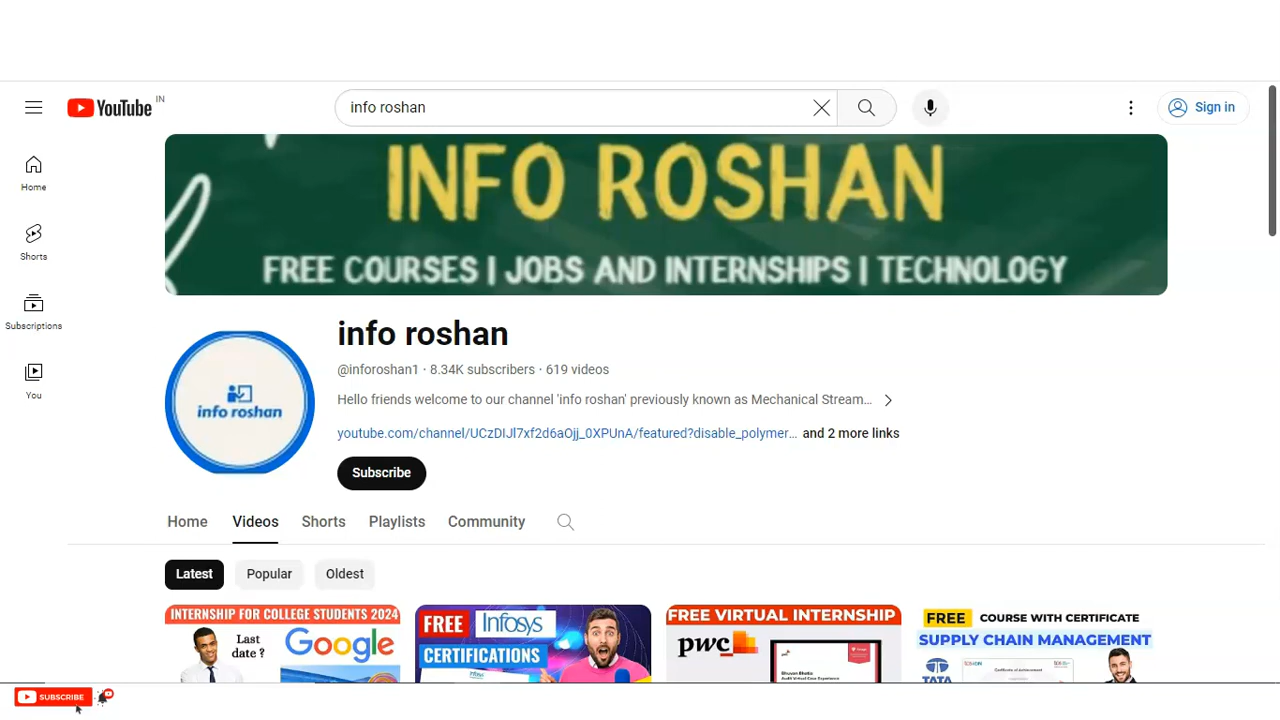 YouTube IN
info roshan
Sign in
INFO ROSHAN
FREE COURSES | JOBS AND INTERNSHIPS | TECHNOLOGY
Home
Shorts
Subscriptions
You
info roshan
info roshan
@inforoshan1 · 8.34K subscribers · 619 videos
Hello friends welcome to our channel 'info roshan' previously known as Mechanical Stream...
youtube.com/channel/UCzDIJl7xf2d6aOjj_0XPUnA/featured?disable_polymer... and 2 more links
Subscribe
Home Videos Shorts Playlists Community
Latest Popular Oldest
INTERNSHIP FOR COLLEGE STUDENTS 2024
Last date ?
Google
FREE Infosys
CERTIFICATIONS
FREE VIRTUAL INTERNSHIP
pwc
FREE COURSE WITH CERTIFICATE
SUPPLY CHAIN MANAGEMENT
TATA
SUBSCRIBE